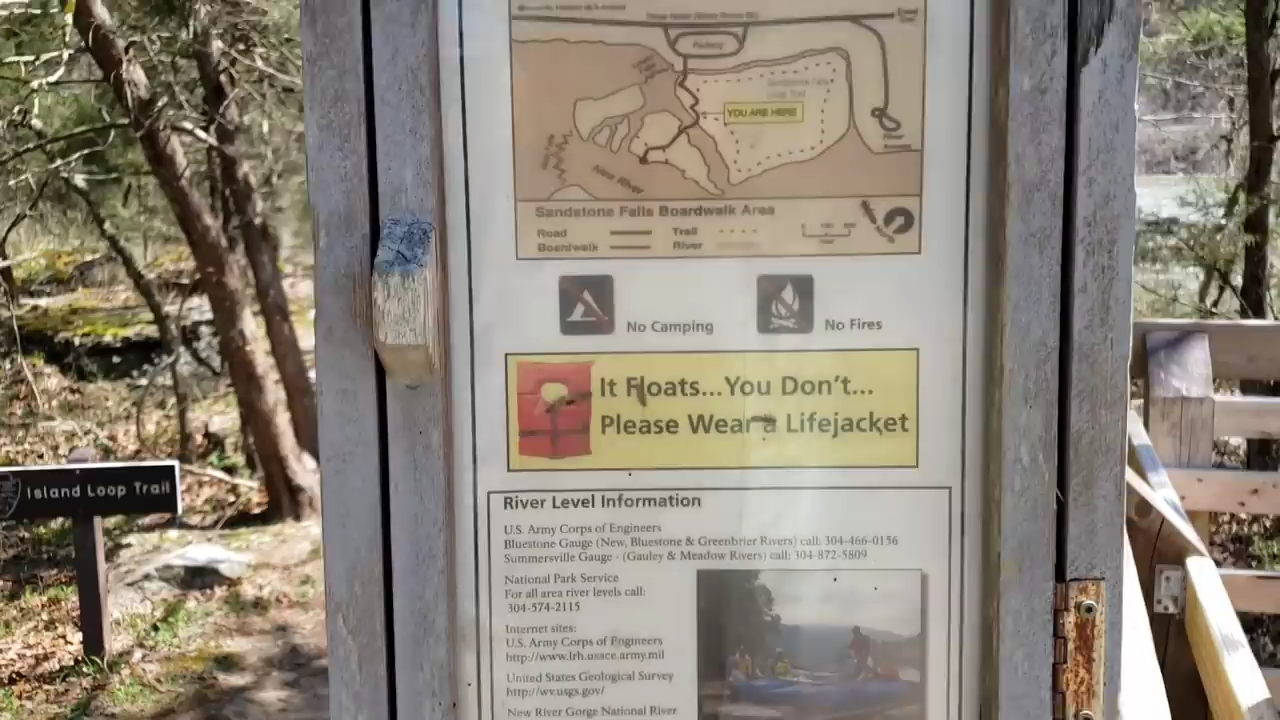 Parking
YOU ARE HERE
New River
Sandstone Falls Boardwalk Area
Road
Trail
Boardwalk
River
No Camping
No Fires
It Floats...You Don't...
Please Wear a Lifejacket
Island Loop Trail
River Level Information
U.S. Army Corps of Engineers
Bluestone Gauge (New, Bluestone & Greenbrier Rivers) call: 304-466-0156
Summersville Gauge - (Gauley & Meadow Rivers) call: 304-872-5809
National Park Service
For all area river levels call:
304-574-2115
Internet sites:
U.S. Army Corps of Engineers
http://www.lrh.usace.army.mil
United States Geological Survey
http://wv.usgs.gov/
New River Gorge National River